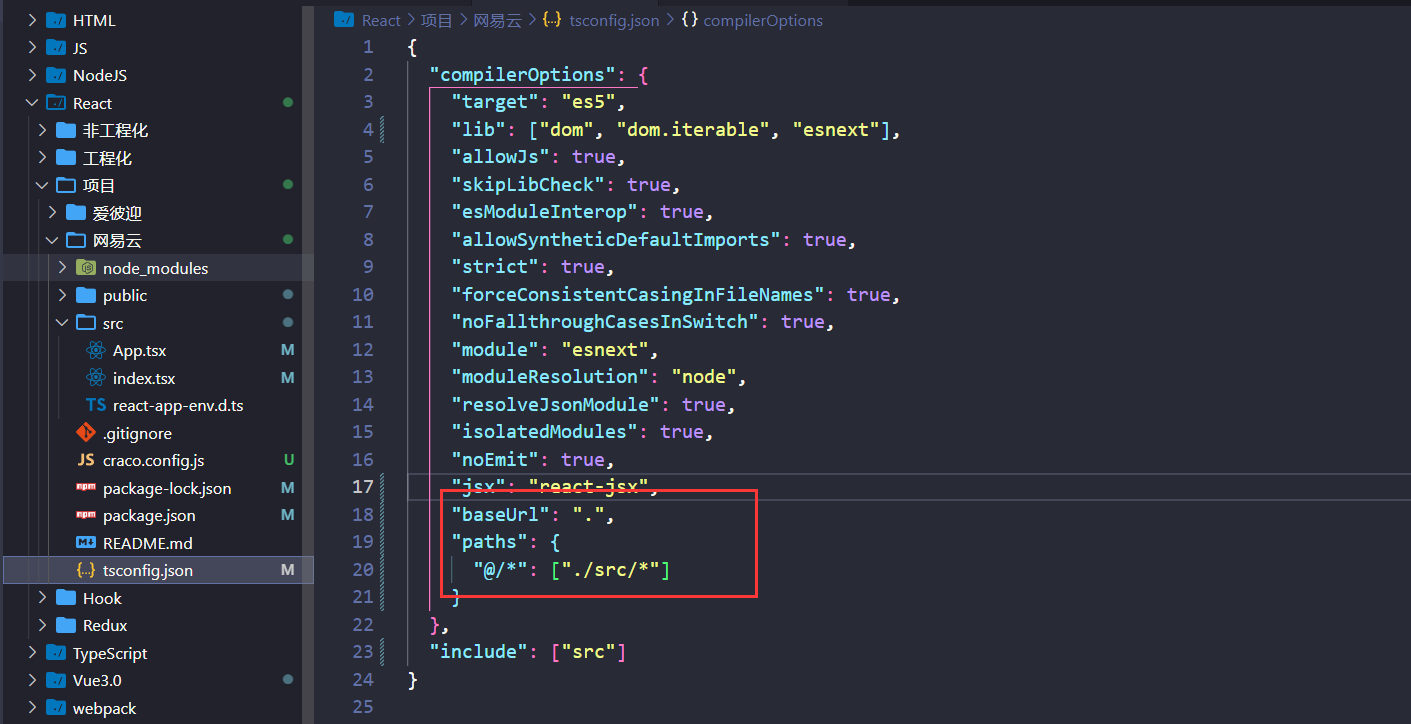 HTML
JS
NodeJS
React
非工程化
工程化
项目
爱彼迎
网易云
node_modules
public
src
App.tsx M
index.tsx M
TS react-app-env.d.ts
.gitignore
JS craco.config.js U
npm package-lock.json M
npm package.json M
README.md
{..} tsconfig.json M
Hook
Redux
TypeScript
Vue3.0
webpack
React > 项目 > 网易云 > {..} tsconfig.json > {} compilerOptions
1 {
2 "compilerOptions": {
3 "target": "es5",
4 "lib": ["dom", "dom.iterable", "esnext"],
5 "allowJs": true,
6 "skipLibCheck": true,
7 "esModuleInterop": true,
8 "allowSyntheticDefaultImports": true,
9 "strict": true,
10 "forceConsistentCasingInFileNames": true,
11 "noFallthroughCasesInSwitch": true,
12 "module": "esnext",
13 "moduleResolution": "node",
14 "resolveJsonModule": true,
15 "isolatedModules": true,
16 "noEmit": true,
17 "jsx": "react-jsx",
18 "baseUrl": ".",
19 "paths": {
20 "@/*": ["./src/*"]
21 }
22 },
23 "include": ["src"]
24 }
25